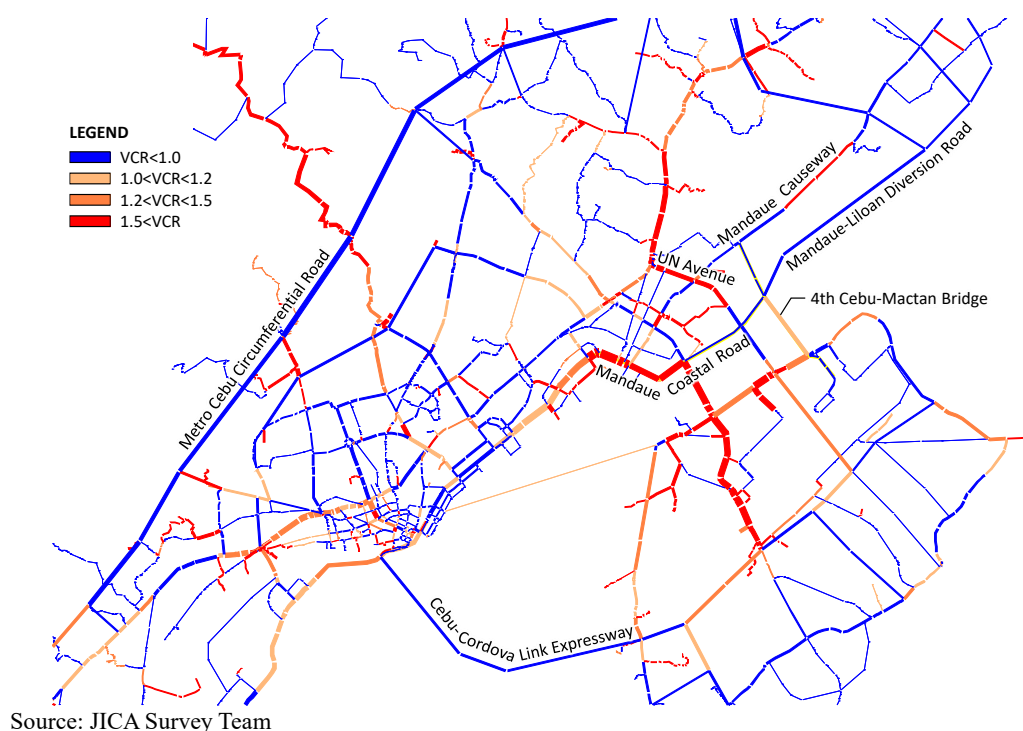 LEGEND
VCR<1.0
1.0<VCR<1.2
1.2<VCR<1.5
1.5<VCR
Mandaue Causeway
Mandaue-Liloan Diversion Road
UN Avenue
4th Cebu-Mactan Bridge
Metro Cebu Circumferential Road
Mandaue Coastal Road
Cebu-Cordova Link Expressway
Source: JICA Survey Team